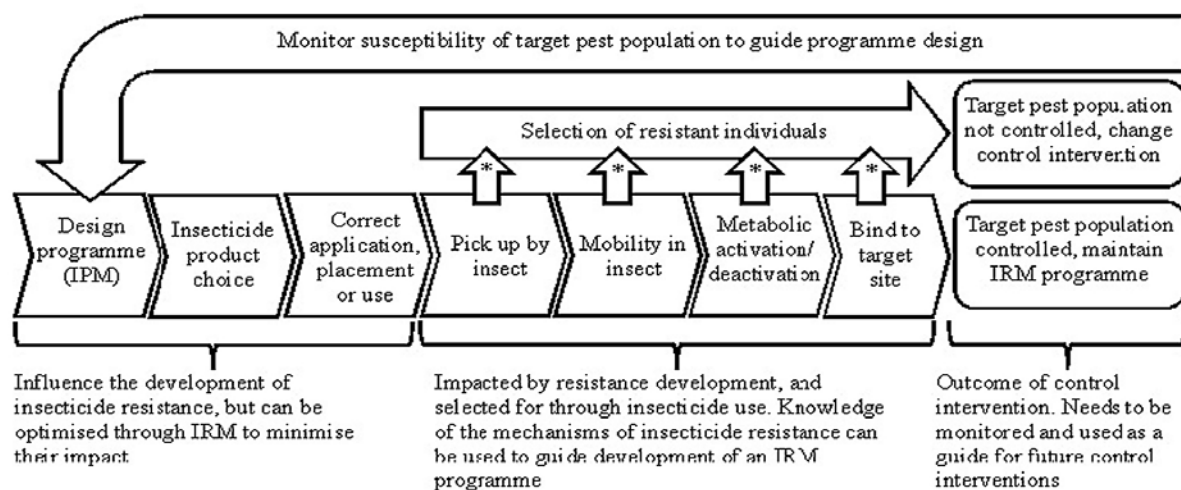 Monitor susceptibility of target pest population to guide programme design
Selection of resistant individuals
Target pest population
not controlled, change
control intervention
*
*
*
*
Design
programme
(IPM)
Insecticide
product
choice
Correct
application,
placement
or use
Pick up by
insect
Mobility in
insect
Metabolic
activation/
deactivation
Bind to
target
site
Target pest population
controlled, maintain
IRM programme
Influence the development of
insecticide resistance, but can be
optimised through IRM to minimise
their impact
Impacted by resistance development, and
selected for through insecticide use. Knowledge
of the mechanisms of insecticide resistance can
be used to guide development of an IRM
programme
Outcome of control
intervention. Needs to be
monitored and used as a
guide for future control
interventions